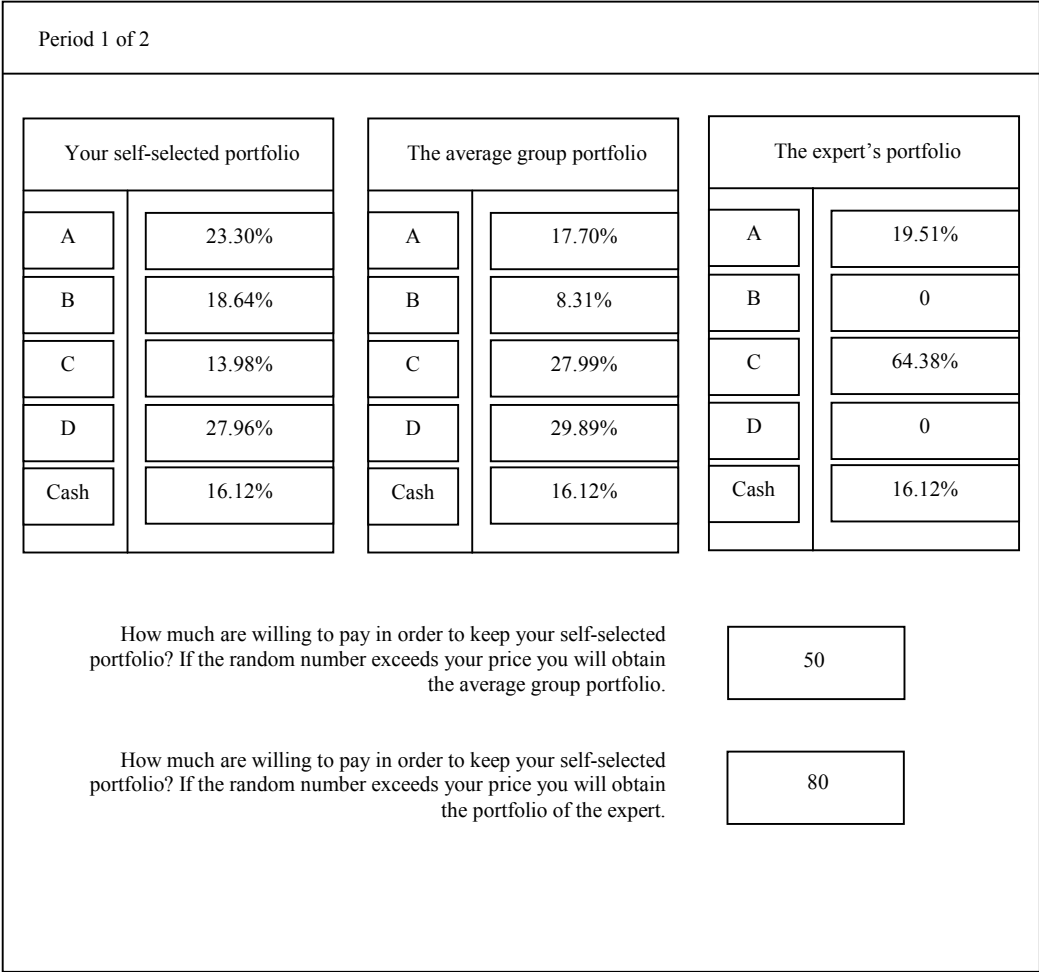 Period 1 of 2
Your self-selected portfolio
A 23.30%
B 18.64%
C 13.98%
D 27.96%
Cash 16.12%
The average group portfolio
A 17.70%
B 8.31%
C 27.99%
D 29.89%
Cash 16.12%
The expert’s portfolio
A 19.51%
B 0
C 64.38%
D 0
Cash 16.12%
How much are willing to pay in order to keep your self-selected
portfolio? If the random number exceeds your price you will obtain
the average group portfolio.
50
How much are willing to pay in order to keep your self-selected
portfolio? If the random number exceeds your price you will obtain
the portfolio of the expert.
80